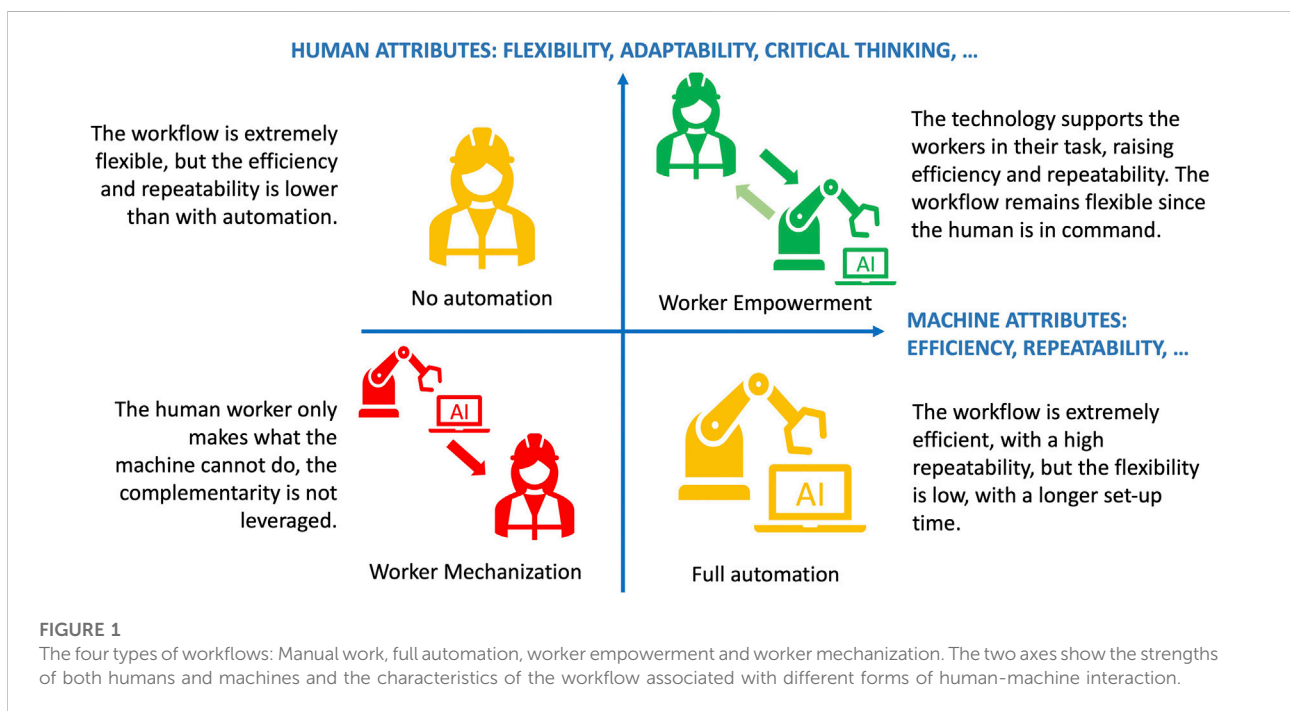 HUMAN ATTRIBUTES: FLEXIBILITY, ADAPTABILITY, CRITICAL THINKING, ...
The workflow is extremely
flexible, but the efficiency
and repeatability is lower
than with automation.
No automation
AI
Worker Empowerment
The technology supports the
workers in their task, raising
efficiency and repeatability. The
workflow remains flexible since
the human is in command.
MACHINE ATTRIBUTES:
EFFICIENCY, REPEATABILITY, ...
The human worker only
makes what the
machine cannot do, the
complementarity is not
leveraged.
AI
Worker Mechanization
AI
Full automation
The workflow is extremely
efficient, with a high
repeatability, but the flexibility
is low, with a longer set-up
time.
FIGURE 1
The four types of workflows: Manual work, full automation, worker empowerment and worker mechanization. The two axes show the strengths
of both humans and machines and the characteristics of the workflow associated with different forms of human-machine interaction.